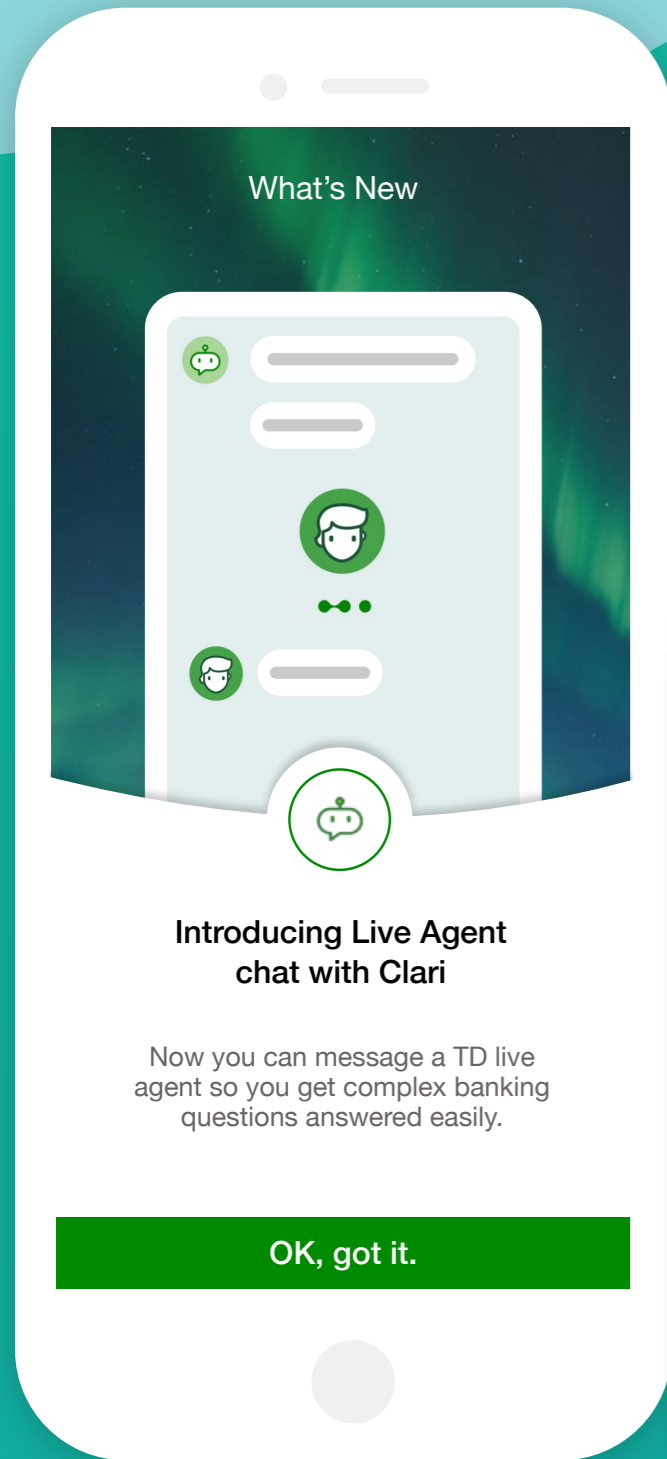 What’s New
Introducing Live Agent
chat with Clari
Now you can message a TD live
agent so you get complex banking
questions answered easily.
OK, got it.